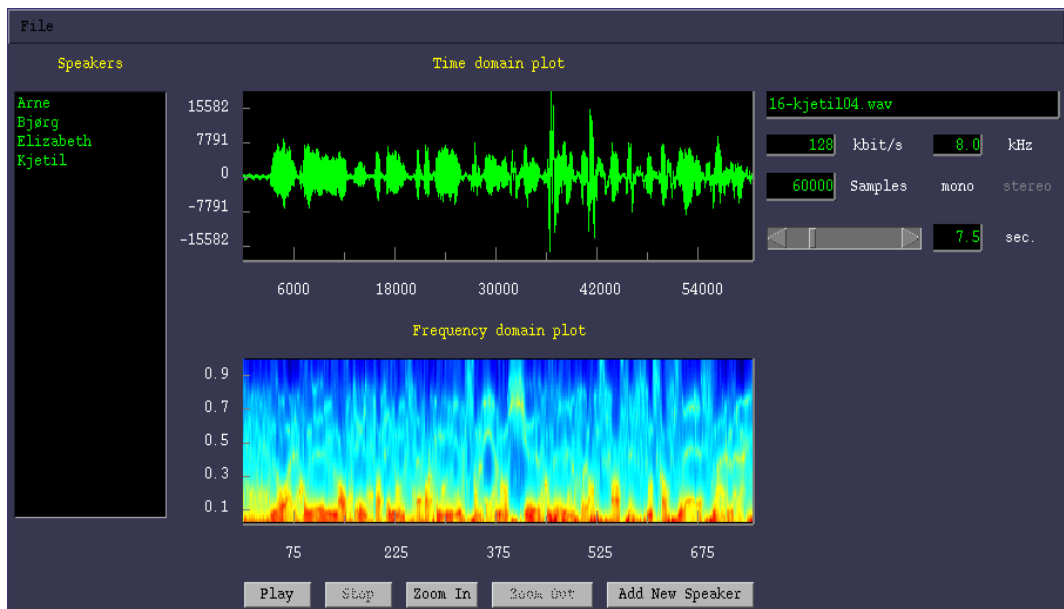 File
Speakers
Arne
Bjørg
Elizabeth
Kjetil
Time domain plot
15582
7791
0
-7791
-15582
6000 18000 30000 42000 54000
16-kjetil04.wav
128 kbit/s 8.0 kHz
60000 Samples mono stereo
7.5 sec.
Frequency domain plot
0.9
0.7
0.5
0.3
0.1
75 225 375 525 675
Play Stop Zoom In Zoom Out Add New Speaker